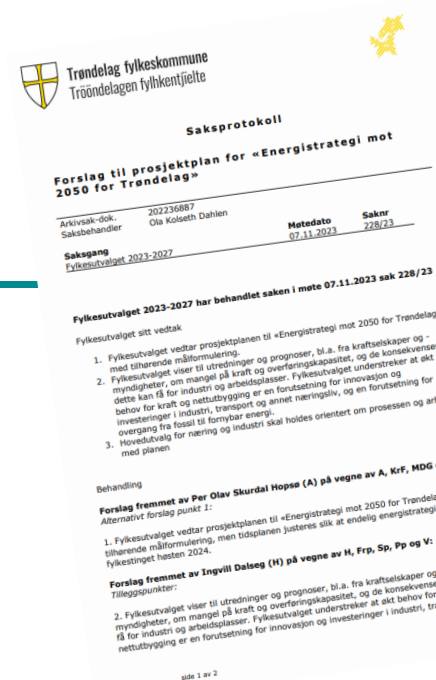 Trøndelag fylkeskommune
Trööndelagen fylhkentjïelte
Saksprotokoll
Forslag til prosjektplan for «Energistrategi mot
2050 for Trøndelag»
Arkivsak-dok. 202236887
Saksbehandler Ola Kolseth Dahlen
Saksgang Møtedato Saknr
Fylkesutvalget 2023-2027 07.11.2023 228/23
Fylkesutvalget 2023-2027 har behandlet saken i møte 07.11.2023 sak 228/23
Fylkesutvalget sitt vedtak
1. Fylkesutvalget vedtar prosjektplanen til «Energistrategi mot 2050 for Trøndelag
med tilhørende målformulering.
2. Fylkesutvalget viser til utredninger og prognoser, bl.a. fra kraftselskaper og -
myndigheter, om mangel på kraft og overføringskapasitet, og de konsekvenser
dette kan få for industri og arbeidsplasser. Fylkesutvalget understreker at økt
behov for kraft og nettutbygging er en forutsetning for innovasjon og
investeringer i industri, transport og annet næringsliv, og en forutsetning for
overgang fra fossil til fornybar energi.
3. Hovedutvalg for næring og industri skal holdes orientert om prosessen og
med planen
Behandling
Forslag fremmet av Per Olav Skurdal Hopsø (A) på vegne av A, KrF, MDG
Alternativt forslag punkt 1:
1. Fylkesutvalget vedtar prosjektplanen til «Energistrategi mot 2050 for
tilhørende målformulering, men tidsplanen justeres slik at endelig energistrategi
fylkestinget høsten 2024.
Forslag fremmet av Ingvill Dalseg (H) på vegne av H, Frp, Sp, Pp og V:
Tilleggspunkter:
2. Fylkesutvalget viser til utredninger og prognoser, bl.a. fra kraftselskaper og
myndigheter, om mangel på kraft og overføringskapasitet, og de
få for industri og arbeidsplasser. Fylkesutvalget understreker at økt behov for
nettutbygging er en forutsetning for innovasjon og investeringer i industri,
side 1 av 2